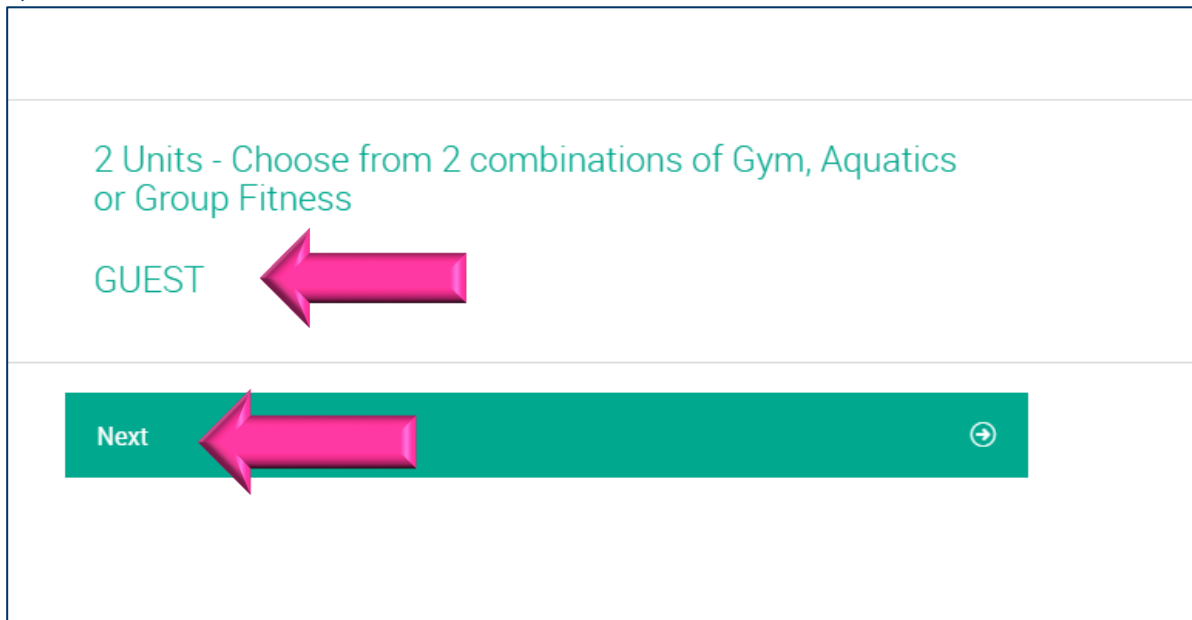 2 Units - Choose from 2 combinations of Gym, Aquatics
or Group Fitness
GUEST
Next